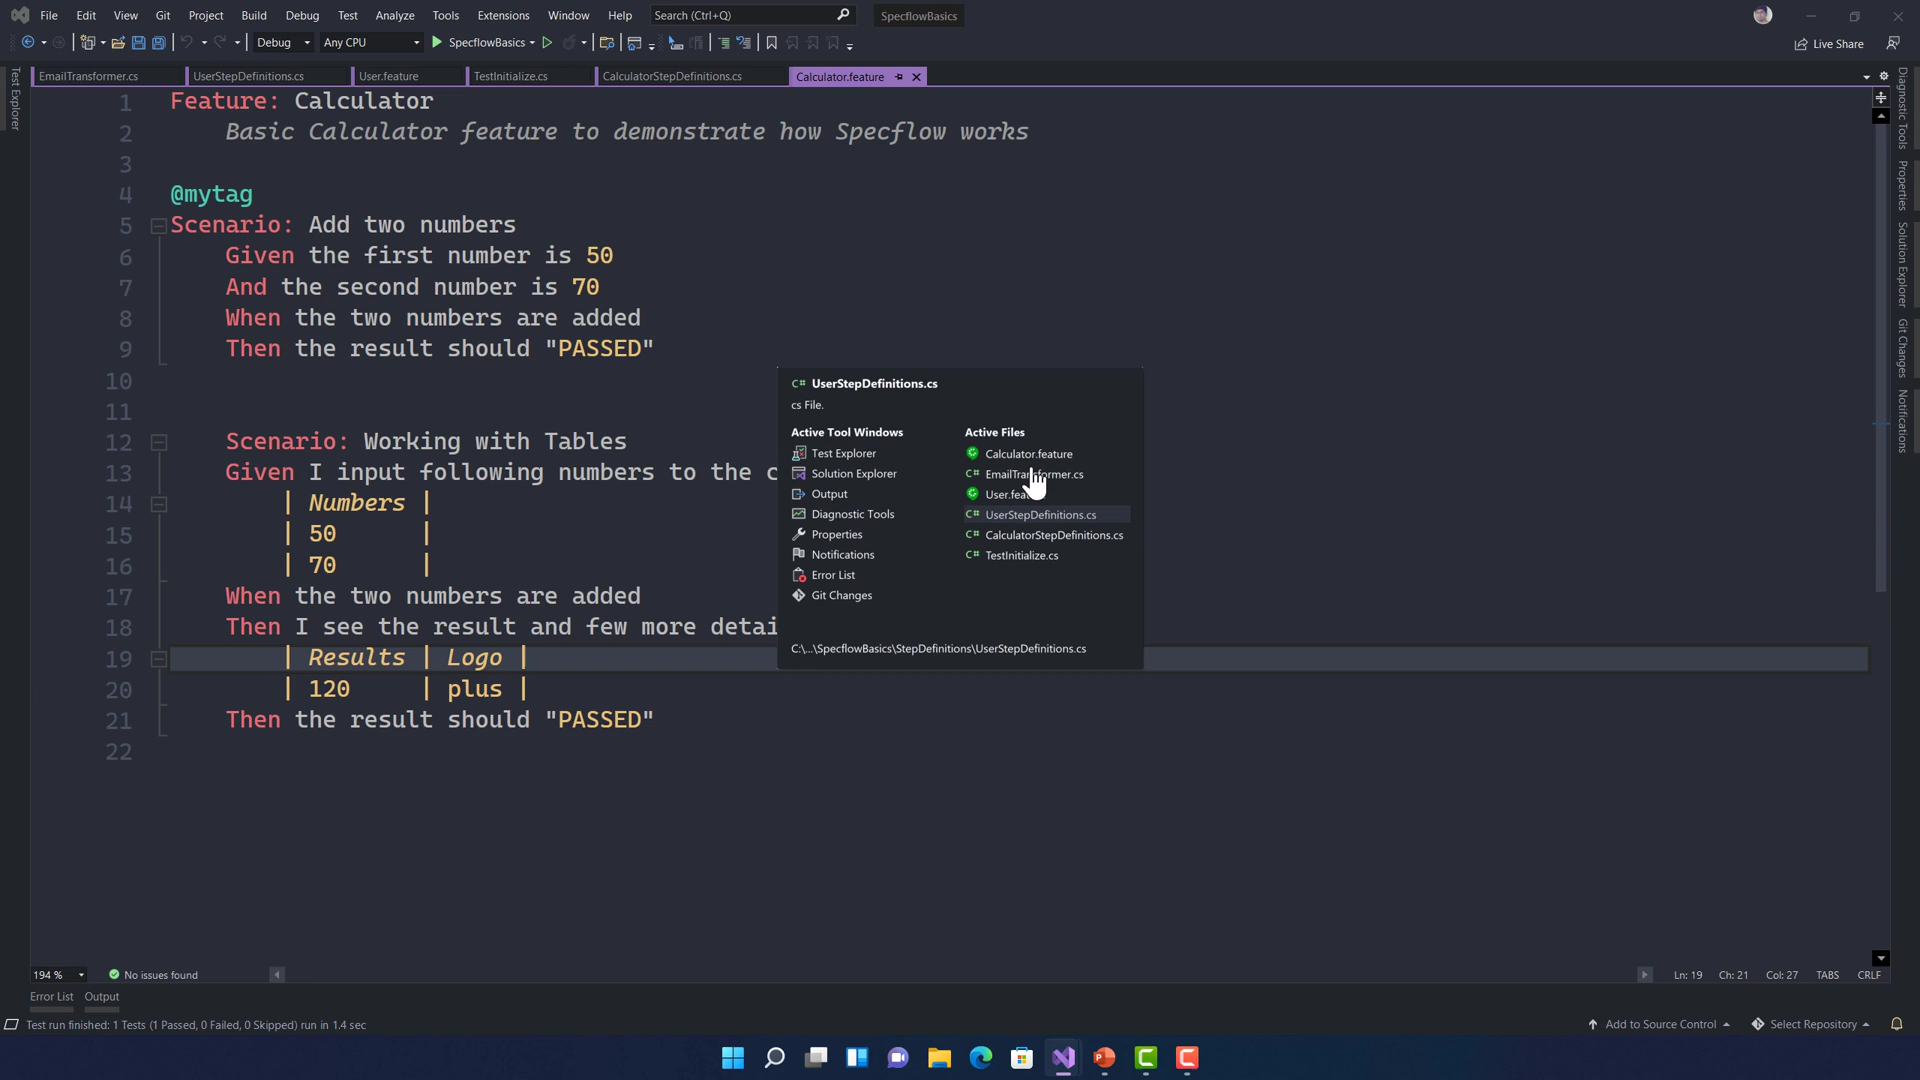 File Edit View Git Project Build Debug Test Analyze Tools Extensions Window Help Search (Ctrl+Q) SpecflowBasics
Debug Any CPU SpecflowBasics Live Share
EmailTransformer.cs UserStepDefinitions.cs User.feature TestInitialize.cs CalculatorStepDefinitions.cs Calculator.feature
Test Explorer
1 Feature: Calculator
2 Basic Calculator feature to demonstrate how Specflow works
3
4 @mytag
5 Scenario: Add two numbers
6 Given the first number is 50
7 And the second number is 70
8 When the two numbers are added
9 Then the result should "PASSED"
10
11
12 Scenario: Working with Tables
13 Given I input following numbers to the c
14 | Numbers |
15 | 50 |
16 | 70 |
17 When the two numbers are added
18 Then I see the result and few more detai
19 | Results | Logo |
20 | 120 | plus |
21 Then the result should "PASSED"
22
C# UserStepDefinitions.cs
cs File.
Active Tool Windows
Test Explorer
Solution Explorer
Output
Diagnostic Tools
Properties
Notifications
Error List
Git Changes
Active Files
Calculator.feature
C# EmailTransformer.cs
User.fea
C# UserStepDefinitions.cs
C# CalculatorStepDefinitions.cs
C# TestInitialize.cs
C:\...\SpecflowBasics\StepDefinitions\UserStepDefinitions.cs
Diagnostic Tools
Properties
Solution Explorer
Git Changes
Notifications
194 % No issues found Ln: 19 Ch: 21 Col: 27 TABS CRLF
Error List Output
Test run finished: 1 Tests (1 Passed, 0 Failed, 0 Skipped) run in 1.4 sec Add to Source Control Select Repository